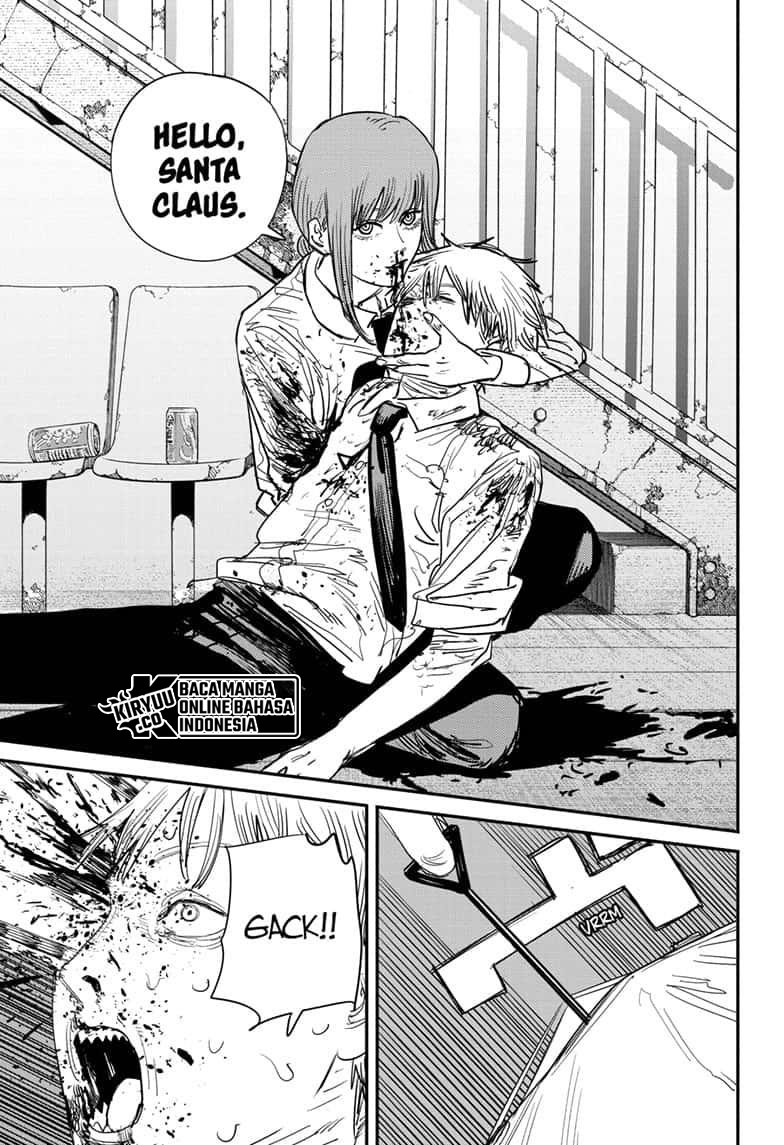 HELLO,
SANTA
CLAUS.
KIRYUU
.CO
BACA MANGA
ONLINE BAHASA
INDONESIA
GACK!!
VRRM